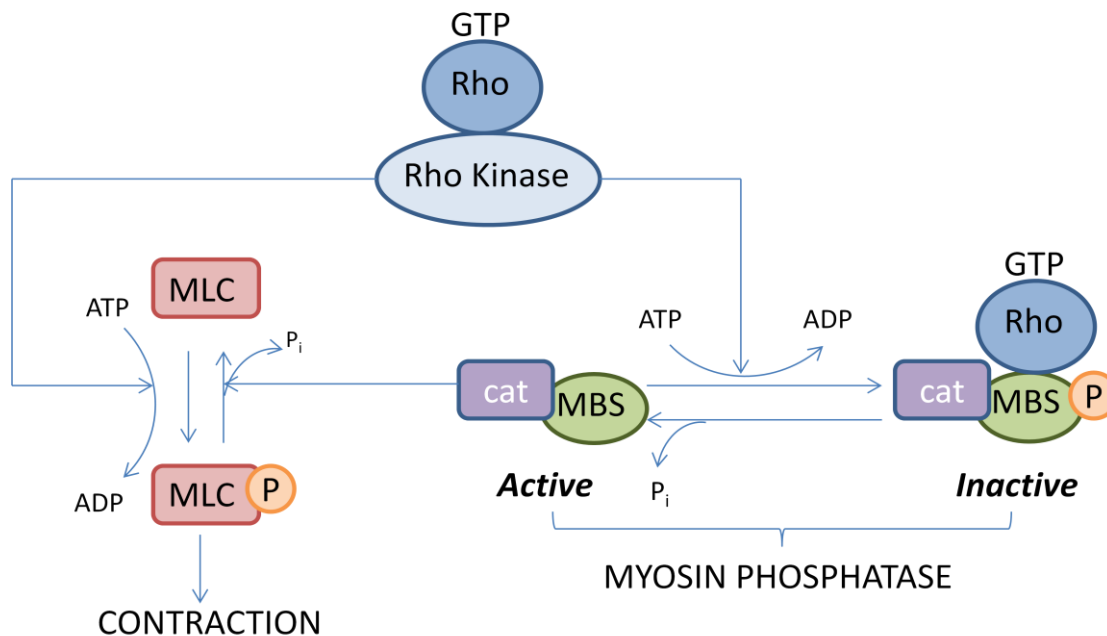 GTP
Rho
Rho Kinase
MLC
ATP
Pi
ADP
MLC P
CONTRACTION
cat MBS
Active
ATP ADP
Pi
GTP
Rho
cat MBS P
Inactive
MYOSIN PHOSPHATASE